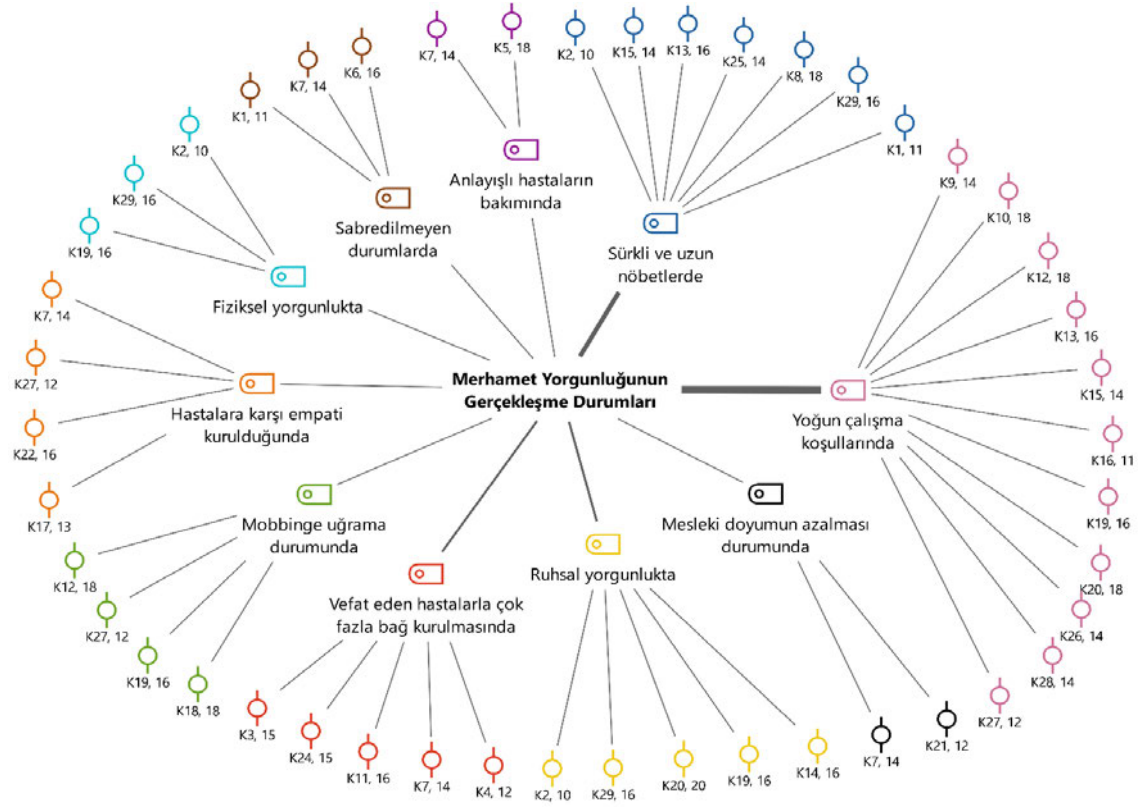 K7, 14
K5, 18
K2, 10
K15, 14
K13, 16
K25, 14
K8, 18
K29, 16
K1, 11
K6, 16
K7, 14
K1, 11
K2, 10
K29, 16
K19, 16
Anlayışlı hastaların
bakımında
Sabredilmeyen
durumlarda
Sürkli ve uzun
nöbetlerde
Fiziksel yorgunlukta
K9, 14
K10, 18
K12, 18
K13, 16
K15, 14
K16, 11
K19, 16
K20, 18
K26, 14
K28, 14
K27, 12
K7, 14
K27, 12
K22, 16
K17, 13
Hastalara karşı empati
kurulduğunda
Merhamet Yorgunluğunun
Gerçekleşme Durumları
Yoğun çalışma
koşullarında
Mobbinge uğrama
durumunda
Mesleki doyumun azalması
durumunda
Ruhsal yorgunlukta
Vefat eden hastalarla çok
fazla bağ kurulmasında
K12, 18
K27, 12
K19, 16
K18, 18
K3, 15
K24, 15
K11, 16
K7, 14
K4, 12
K2, 10
K29, 16
K20, 20
K19, 16
K14, 16
K7, 14
K21, 12